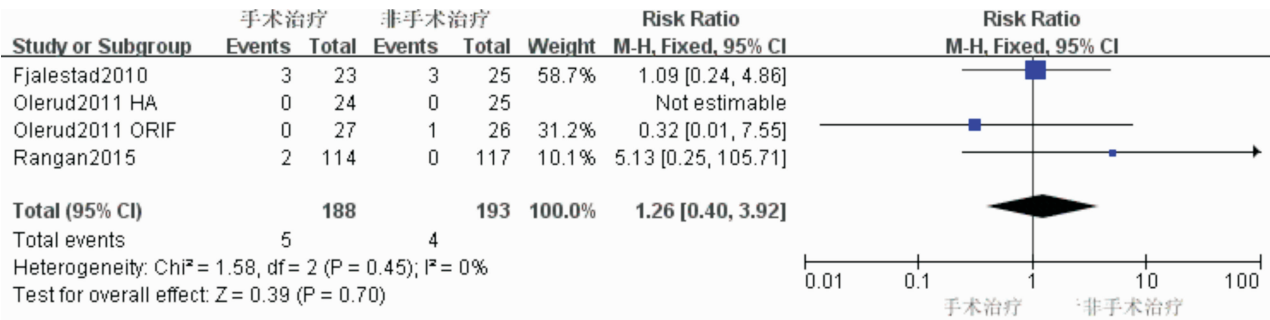 手术治疗 非手术治疗 Risk Ratio Risk Ratio
Study or Subgroup Events Total Events Total Weight M-H, Fixed, 95% CI M-H, Fixed, 95% CI
Fjalestad2010 3 23 3 25 58.7% 1.09 [0.24, 4.86]
Olerud2011 HA 0 24 0 25 Not estimable
Olerud2011 ORIF 0 27 1 26 31.2% 0.32 [0.01, 7.55]
Rangan2015 2 114 0 117 10.1% 5.13 [0.25, 105.71]
Total (95% CI) 188 193 100.0% 1.26 [0.40, 3.92]
Total events 5 4
Heterogeneity: Chi² = 1.58, df = 2 (P = 0.45); I² = 0%
Test for overall effect: Z = 0.39 (P = 0.70)
0.01 0.1 1 10 100
手术治疗 非手术治疗